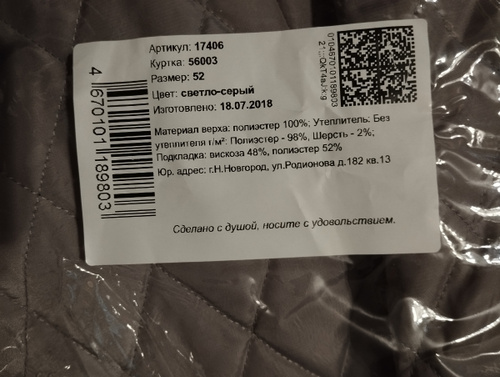 Артикул: 17406
Куртка: 56003
Размер: 52
Цвет: светло-серый
Изготовлено: 18.07.2018
Материал верха: полиэстер 100%; Утеплитель: Без
утеплителя г/м²: Полиэстер - 98%, Шерсть - 2%;
Подкладка: вискоза 48%, полиэстер 52%
Юр. адрес: г.Н.Новгород, ул.Родионова д.182 кв.13
Сделано с душой, носите с удовольствием.
4 670101 189803
0104670101189803